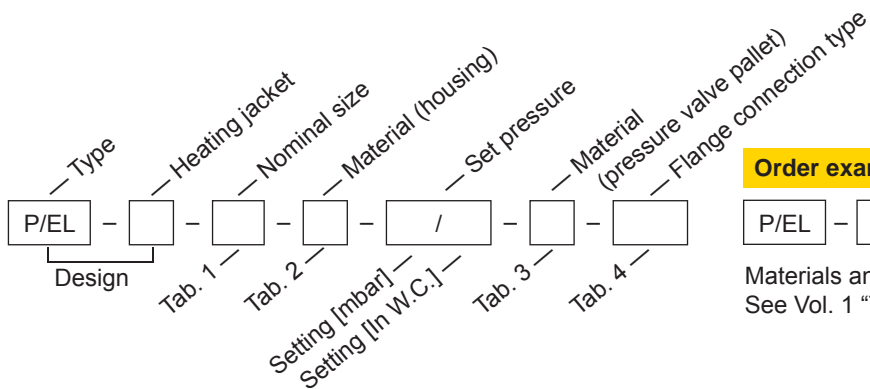 Type
Heating jacket
Nominal size
Material (housing)
Set pressure
Material
(pressure valve pallet)
Flange connection type
P/EL – – – – / – –
Design
Tab. 1
Tab. 2
Setting [mbar]
Setting [In W.C.]
Tab. 3
Tab. 4
Order
P/EL –
Materials
See Vol. 1